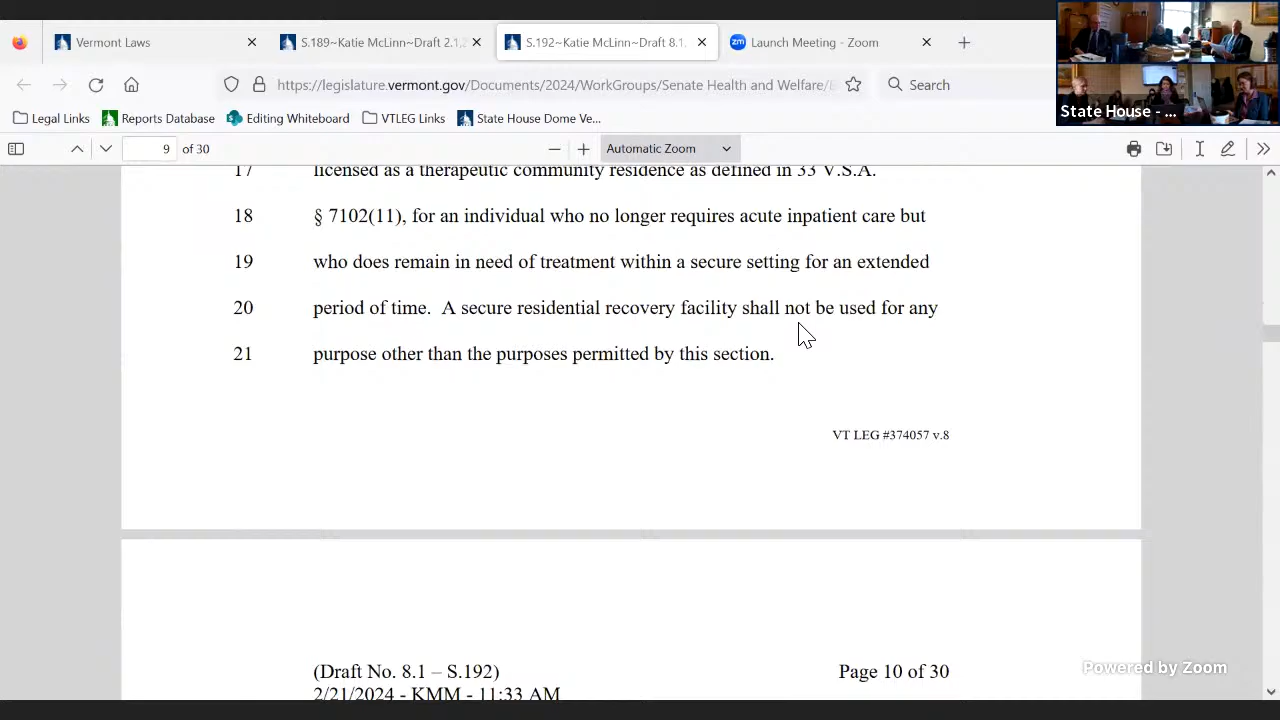 Vermont Laws
S.189~Katie McLinn~Draft 2.1.
S.192~Katie McLinn~Draft 8.1.
Launch Meeting - Zoom
https://legislature.vermont.gov/Documents/2024/WorkGroups/Senate Health and Welfare/
Search
Legal Links
Reports Database
Editing Whiteboard
VTLEG
State House Dome Ve...
State House - ...
9 of 30
Automatic Zoom
17 licensed as a therapeutic community residence as defined in 33 V.S.A.
18 § 7102(11), for an individual who no longer requires acute inpatient care but
19 who does remain in need of treatment within a secure setting for an extended
20 period of time. A secure residential recovery facility shall not be used for any
21 purpose other than the purposes permitted by this section.
VT LEG #374057 v.8
(Draft No. 8.1 – S.192) Page 10 of 30
2/21/2024 - KMM - 11:33 AM
Powered by Zoom